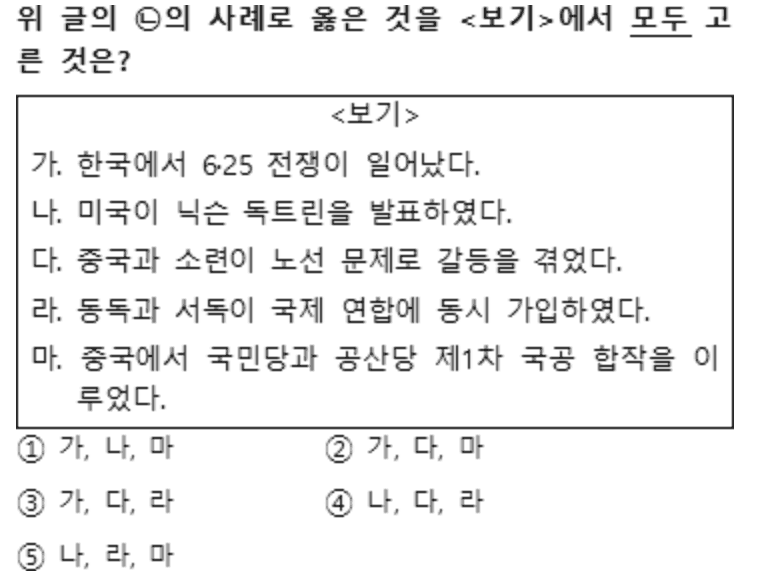 위 글의 ㉡의 사례로 옳은 것을 <보기>에서 모두 고
른 것은?
<보기>
가. 한국에서 6·25 전쟁이 일어났다.
나. 미국이 닉슨 독트린을 발표하였다.
다. 중국과 소련이 노선 문제로 갈등을 겪었다.
라. 동독과 서독이 국제 연합에 동시 가입하였다.
마. 중국에서 국민당과 공산당 제1차 국공 합작을 이
루었다.
① 가, 나, 마 ② 가, 다, 마
③ 가, 다, 라 ④ 나, 다, 라
⑤ 나, 라, 마